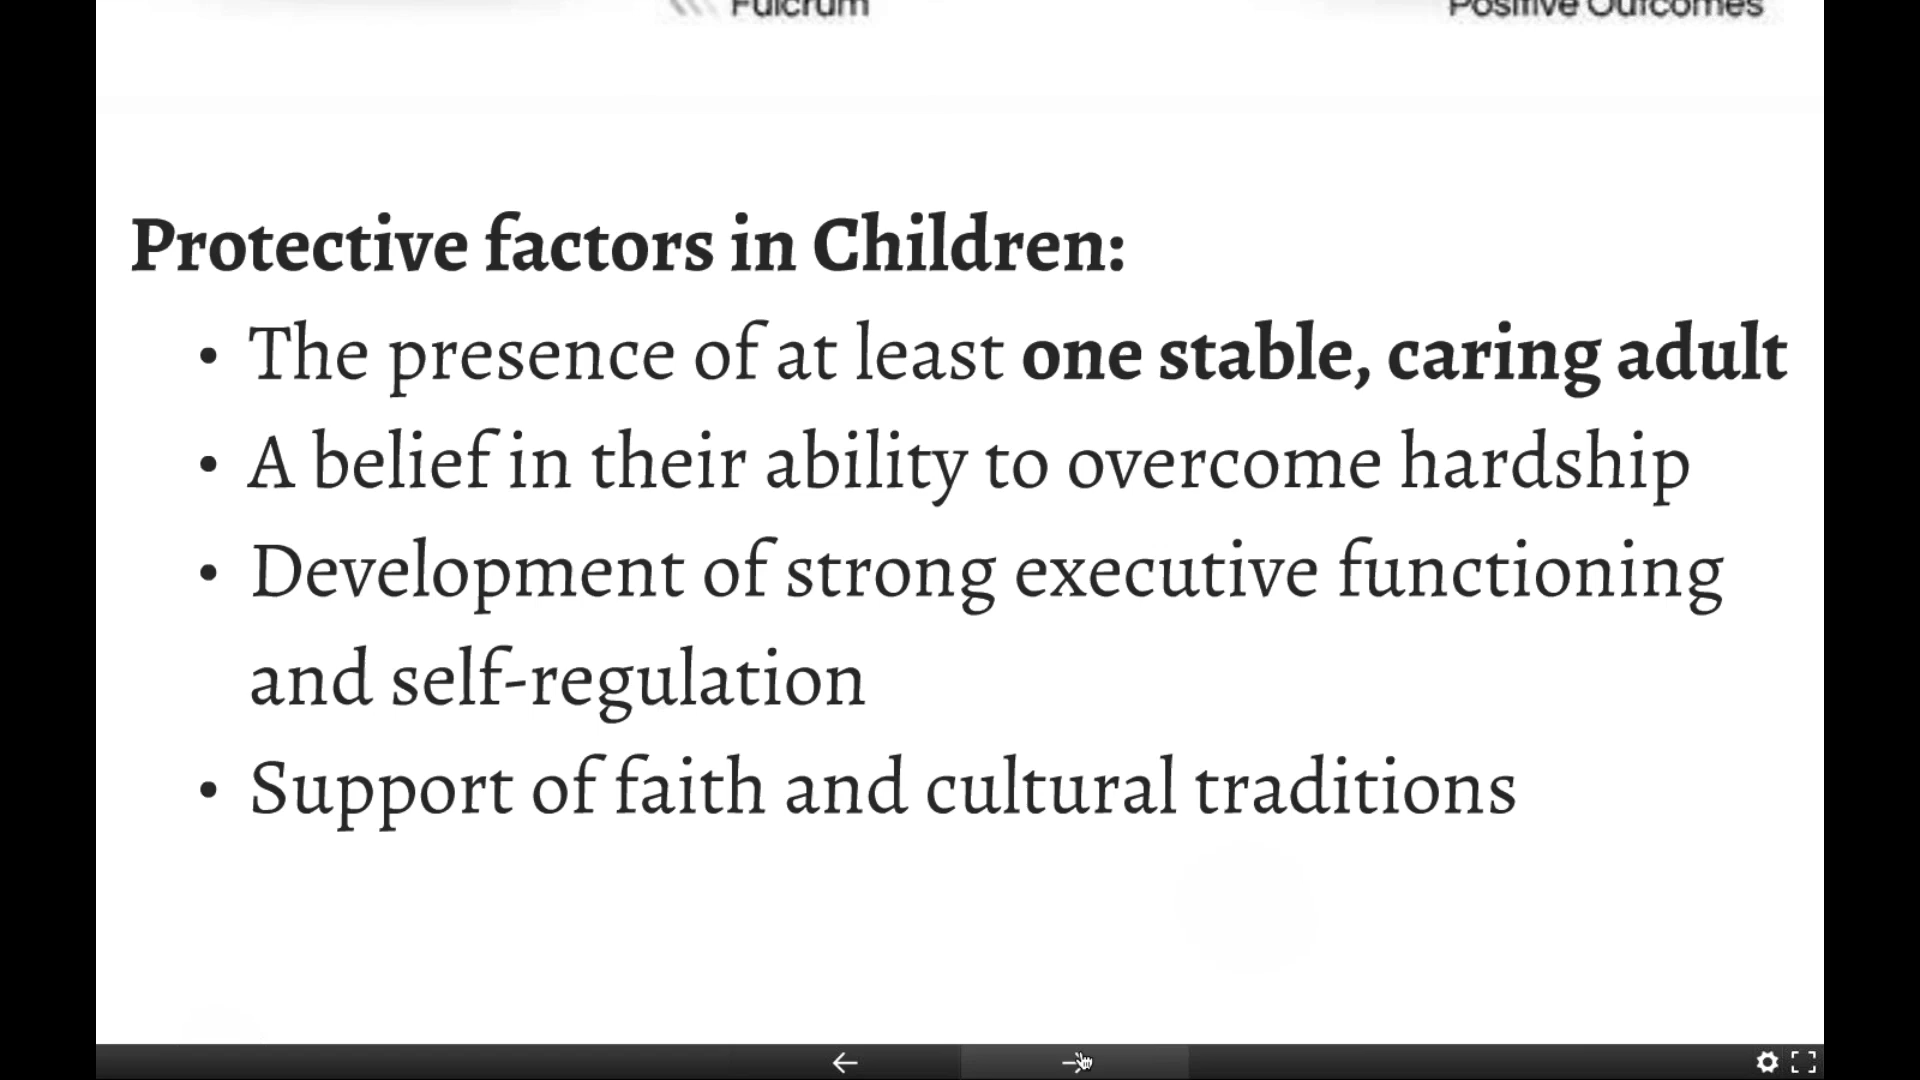 Fulcrum Positive Outcomes
Protective factors in Children:
• The presence of at least one stable, caring adult
• A belief in their ability to overcome hardship
• Development of strong executive functioning
and self-regulation
• Support of faith and cultural traditions